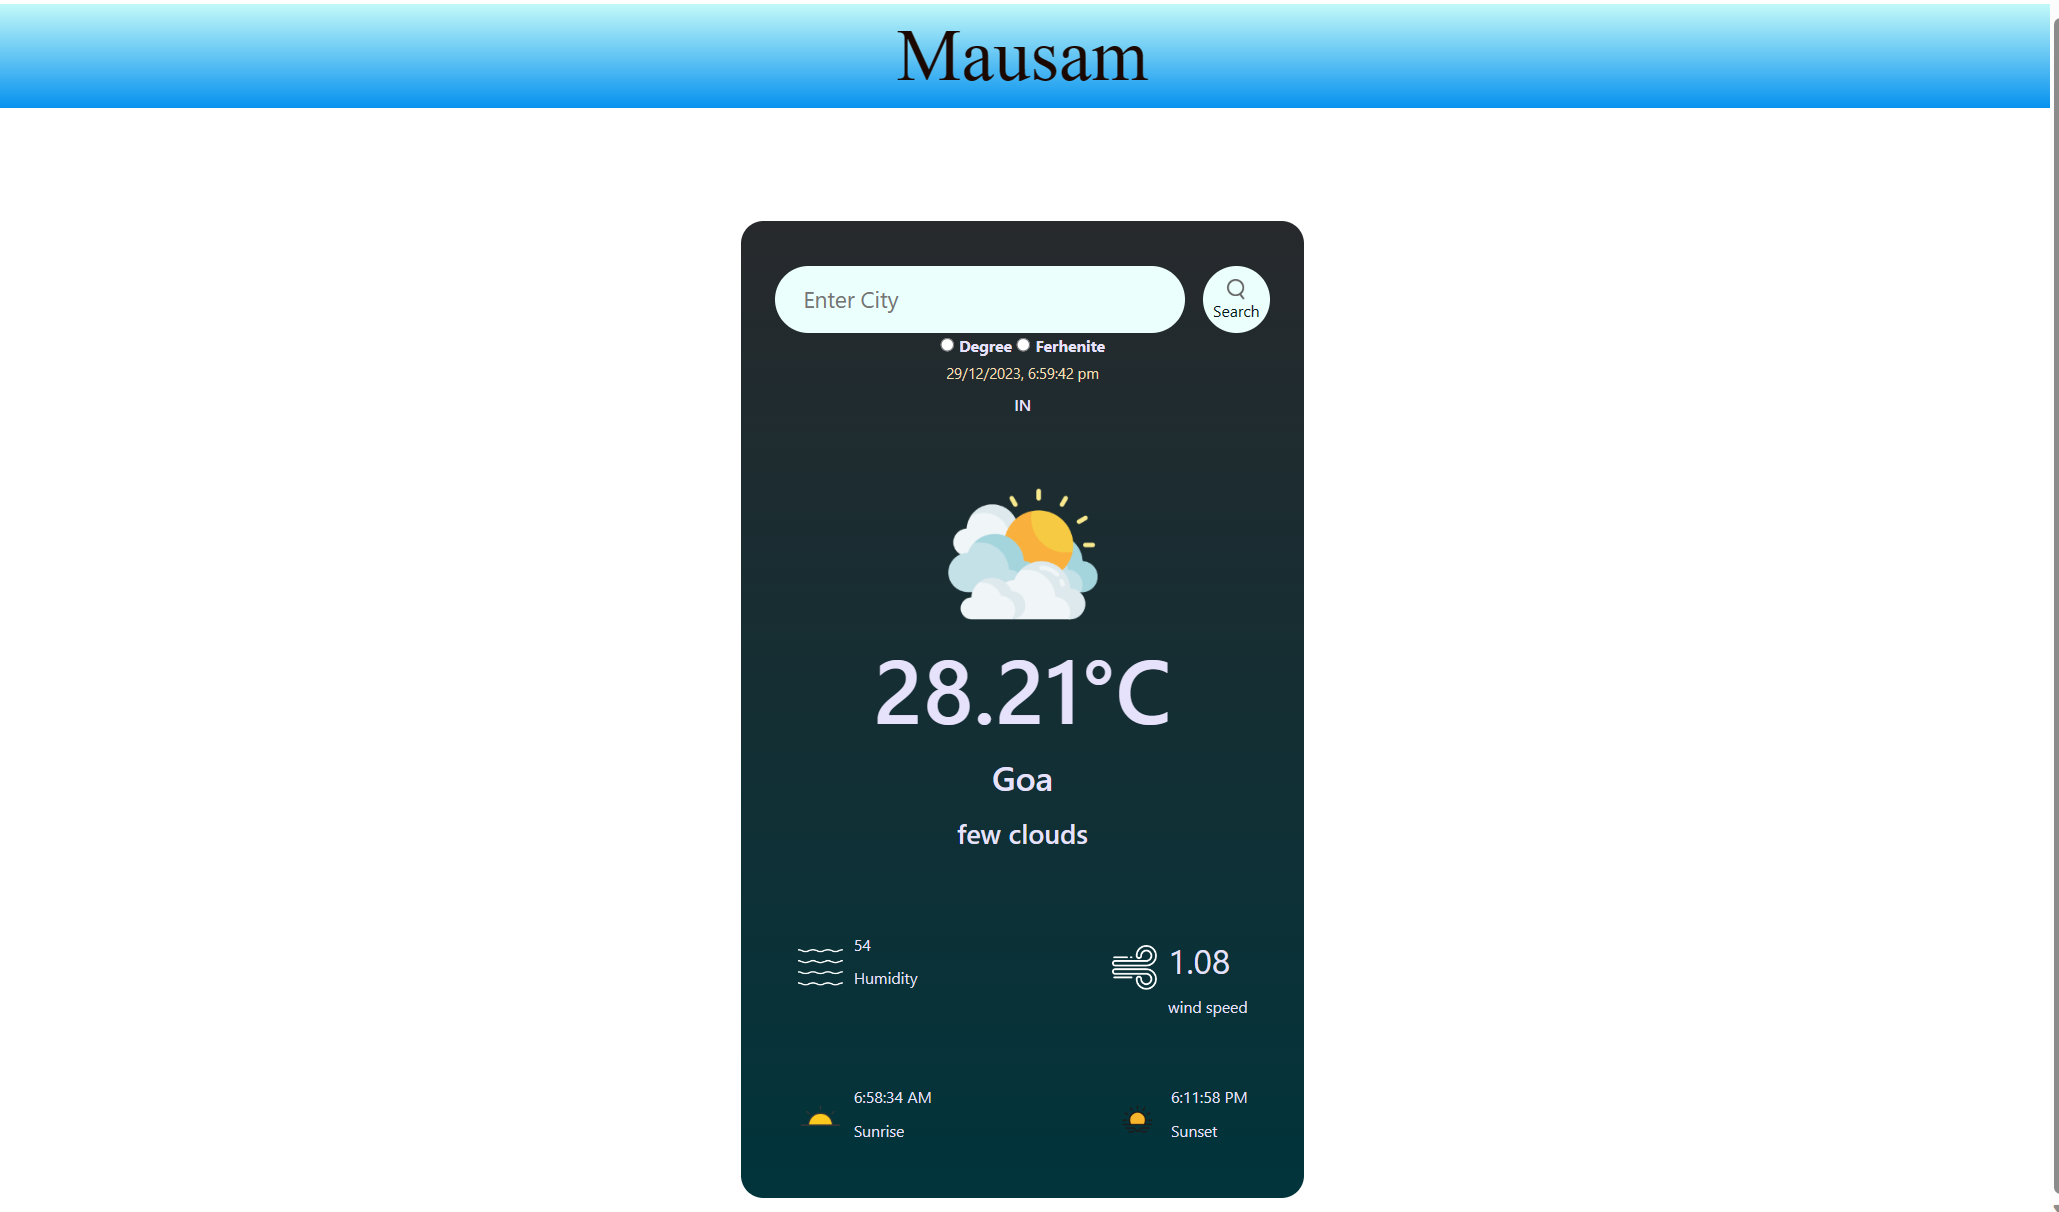 Mausam
Enter City
Search
Degree Ferhenite
29/12/2023, 6:59:42 pm
IN
28.21°C
Goa
few clouds
54
Humidity
1.08
wind speed
6:58:34 AM
Sunrise
6:11:58 PM
Sunset